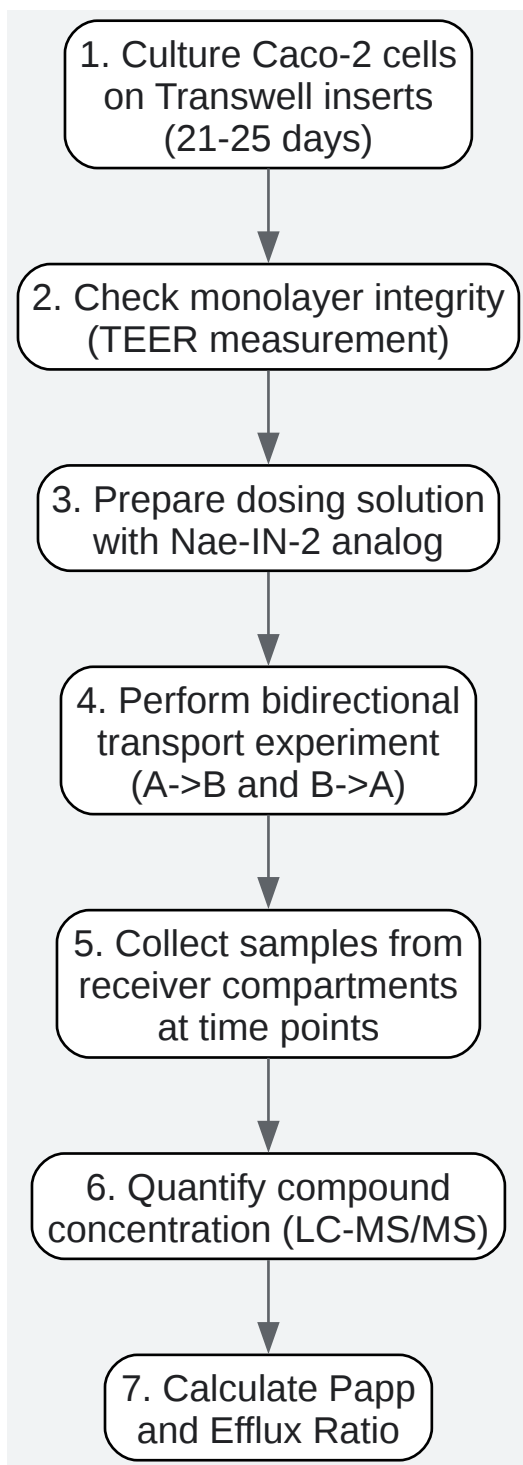 1. Culture Caco-2 cells
on Transwell inserts
(21-25 days)
2. Check monolayer integrity
(TEER measurement)
3. Prepare dosing solution
with Nae-IN-2 analog
4. Perform bidirectional
transport experiment
(A->B and B->A)
5. Collect samples from
receiver compartments
at time points
6. Quantify compound
concentration (LC-MS/MS)
7. Calculate Papp
and Efflux Ratio